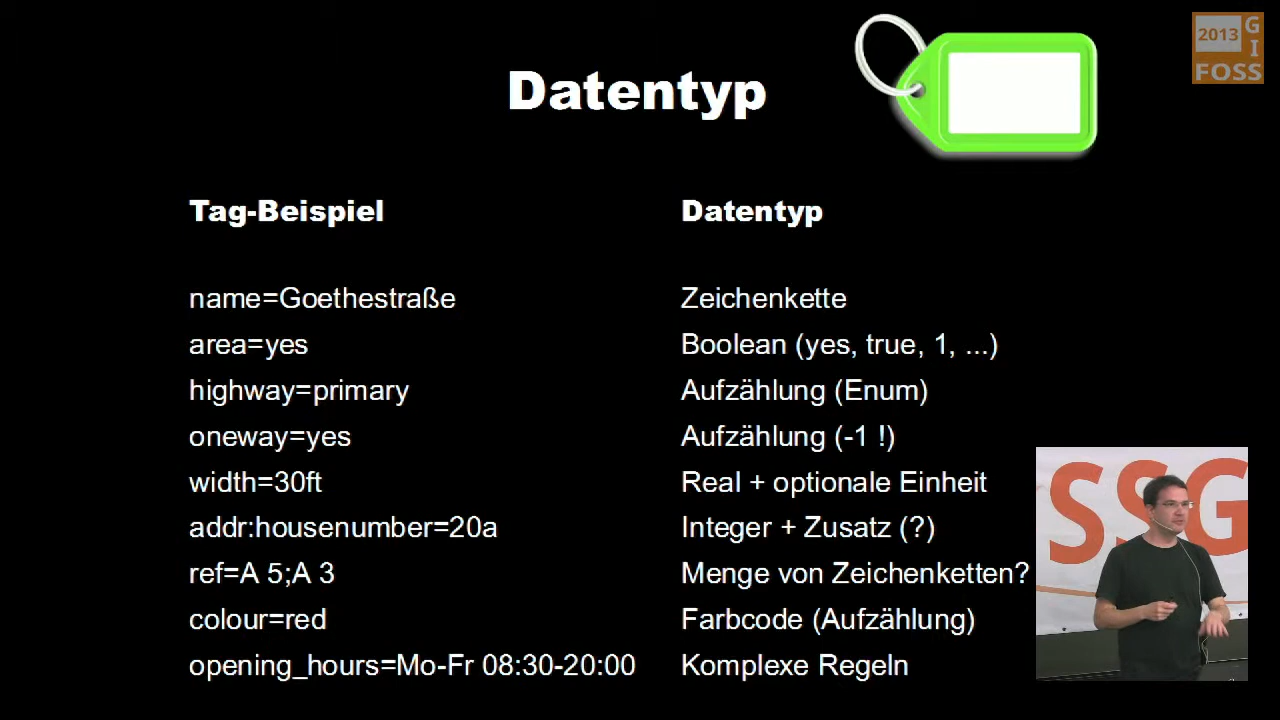 Datentyp
2013 GI
FOSS
Tag-Beispiel Datentyp
name=Goethestraße Zeichenkette
area=yes Boolean (yes, true, 1, ...)
highway=primary Aufzählung (Enum)
oneway=yes Aufzählung (-1 !)
width=30ft Real + optionale Einheit
addr:housenumber=20a Integer + Zusatz (?)
ref=A 5;A 3 Menge von Zeichenketten?
colour=red Farbcode (Aufzählung)
opening_hours=Mo-Fr 08:30-20:00 Komplexe Regeln
SSG